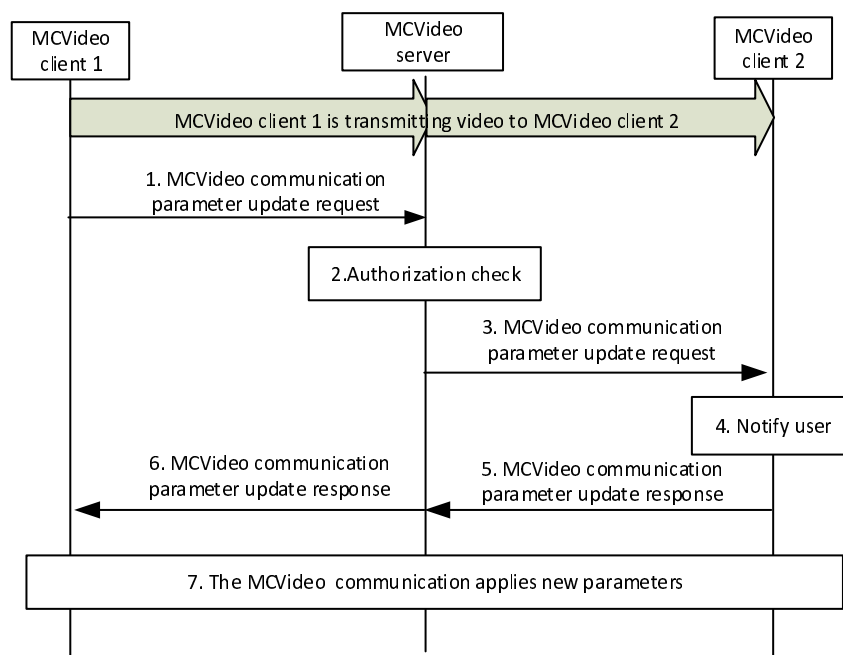 MCVideo
client 1
MCVideo
server
MCVideo
client 2
MCVideo client 1 is transmitting video to MCVideo client 2
1. MCVideo communication
parameter update request
2.Authorization check
3. MCVideo communication
parameter update request
4. Notify user
6. MCVideo communication
parameter update response
5. MCVideo communication
parameter update response
7. The MCVideo communication applies new parameters